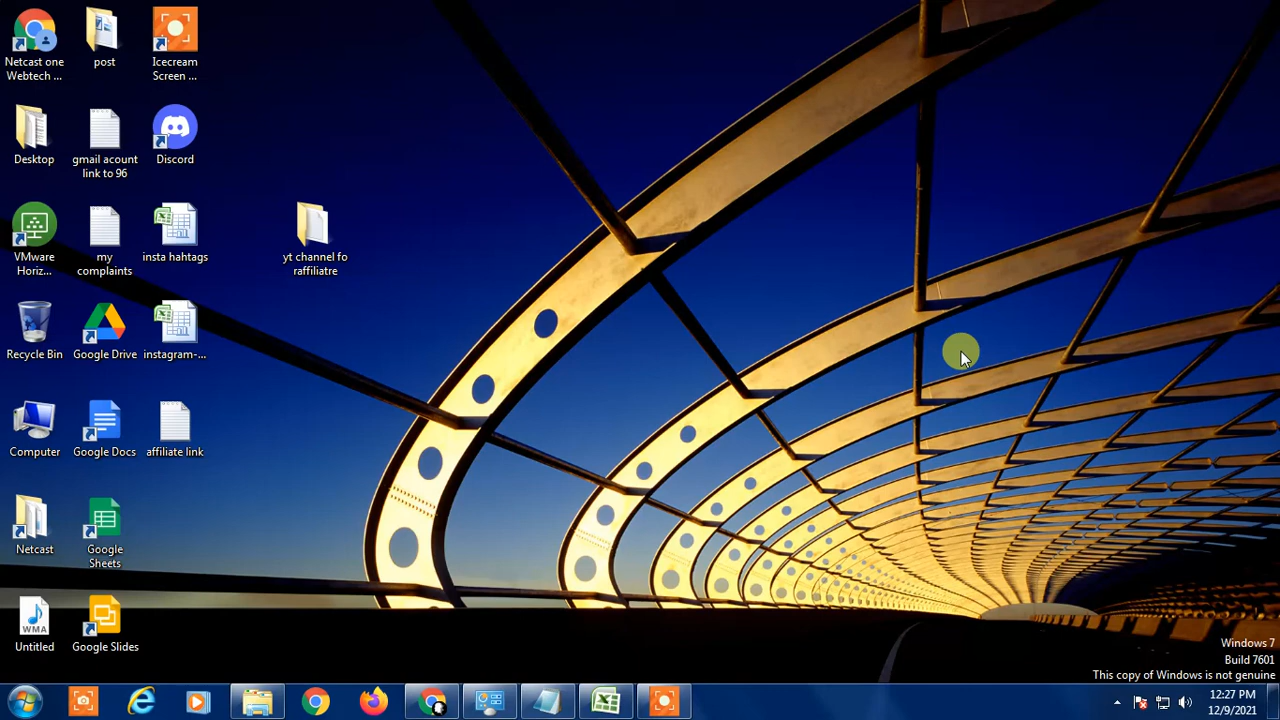 Netcast one
Webtech ...
post
Icecream
Screen ...
Desktop
gmail acount
link to 96
Discord
VMware
Horiz...
my
complaints
insta hahtags
yt channel fo
raffiliatre
Recycle Bin
Google Drive
instagram-...
Computer
Google Docs
affiliate link
Netcast
Google
Sheets
WMA
Untitled
Google Slides
Windows 7
Build 7601
This copy of Windows is not genuine
12:27 PM
12/9/2021